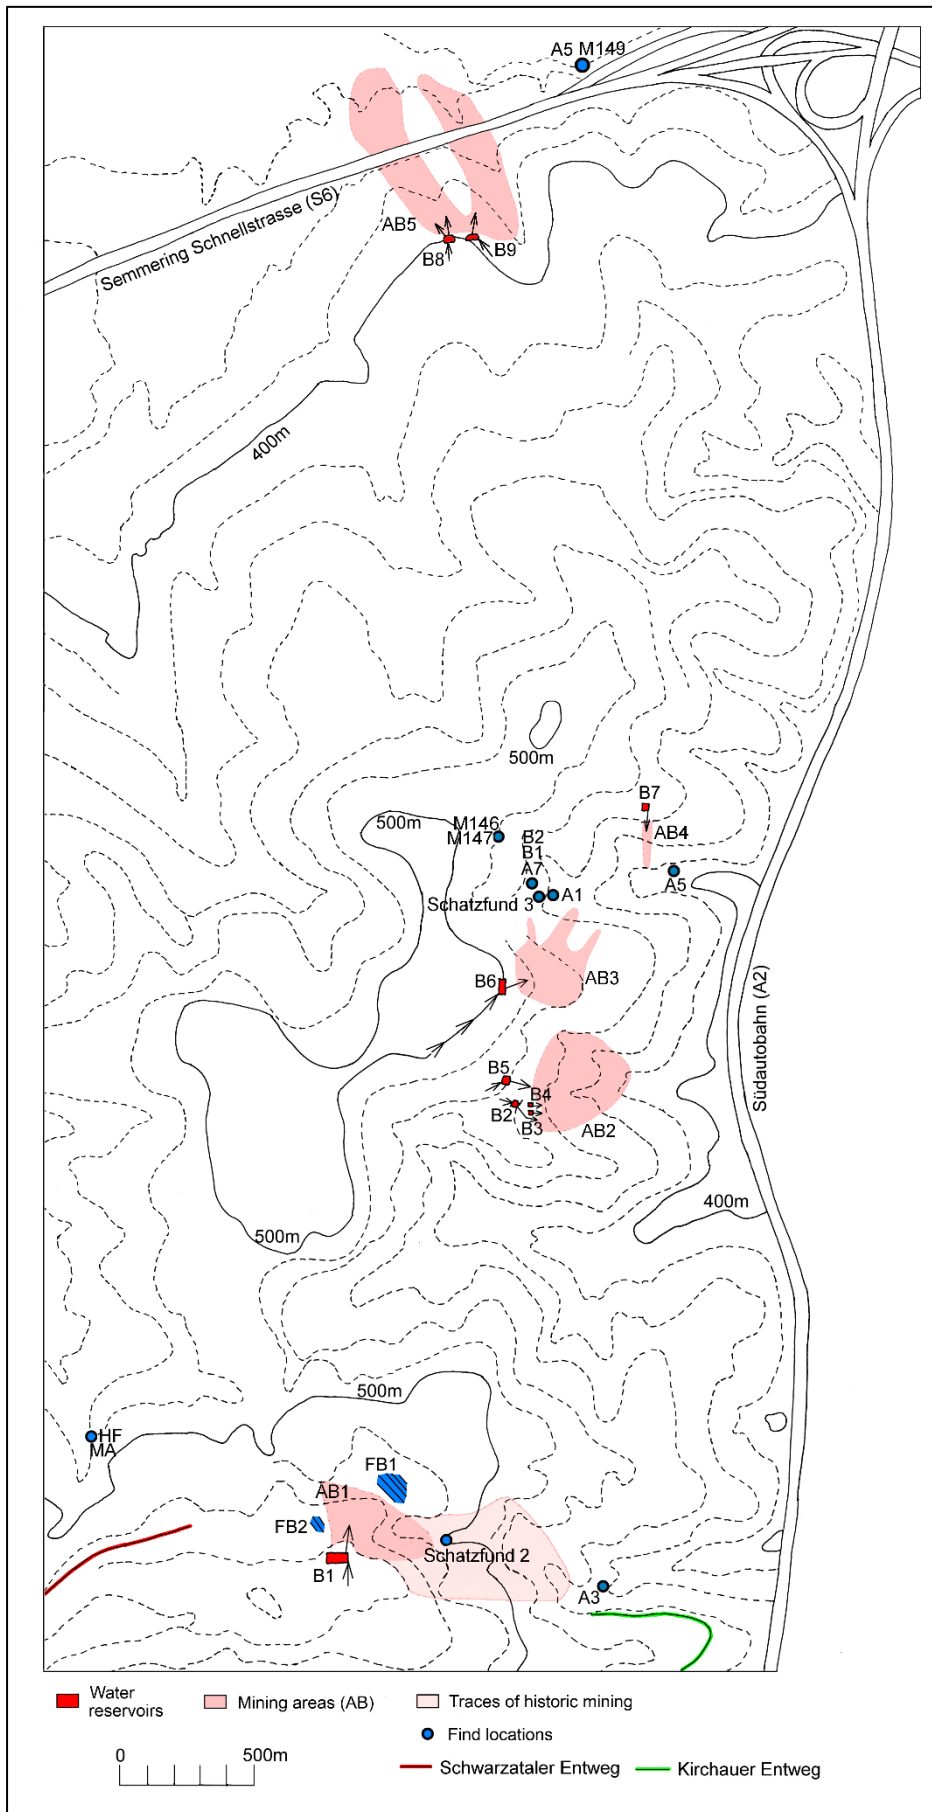 A5 M149
Semmering Schnellstrasse (S6)
AB5
B8
B9
400m
500m
B7
AB4
500m
M146
M147
B2
B1
A7
A5
Schatzfund 3
A1
B6
AB3
Südautobahn (A2)
B5
B4
B2
B3
AB2
400m
500m
500m
HF
MA
FB1
AB1
FB2
Schatzfund 2
B1
A3
Water
reservoirs
Mining areas (AB)
Traces of historic mining
Find locations
0
500m
Schwarzataler Entweg
Kirchauer Entweg